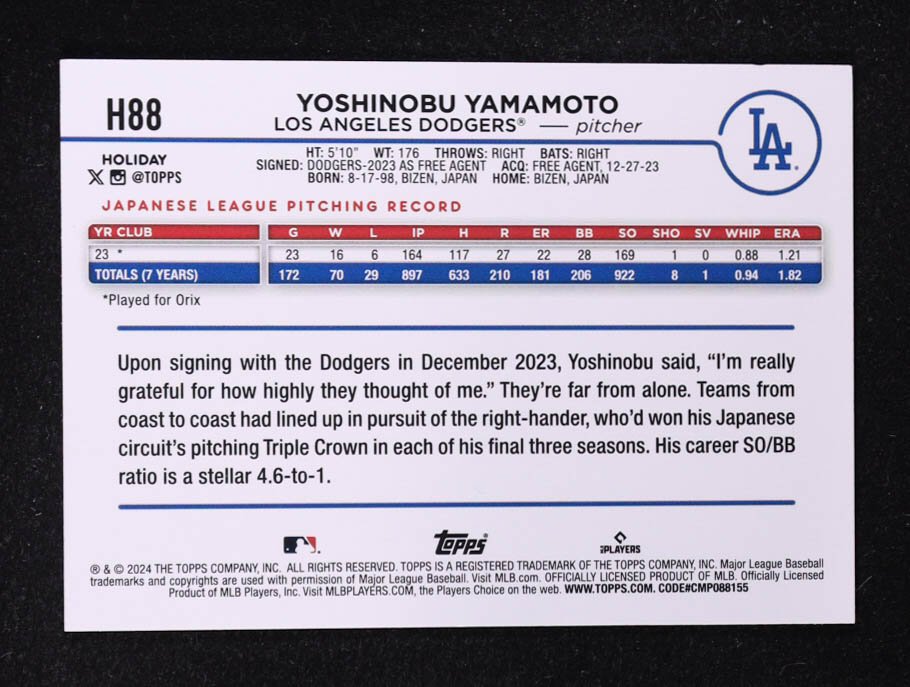 H88
YOSHINOBU YAMAMOTO
LOS ANGELES DODGERS® — pitcher
LA
HOLIDAY
X @TOPPS
HT: 5'10" WT: 176 THROWS: RIGHT BATS: RIGHT
SIGNED: DODGERS-2023 AS FREE AGENT ACQ: FREE AGENT, 12-27-23
BORN: 8-17-98, BIZEN, JAPAN HOME: BIZEN, JAPAN
JAPANESE LEAGUE PITCHING RECORD
YR CLUB G W L IP H R ER BB SO SHO SV WHIP ERA
23 * 23 16 6 164 117 27 22 28 169 1 0 0.88 1.21
TOTALS (7 YEARS) 172 70 29 897 633 210 181 206 922 8 1 0.94 1.82
*Played for Orix
Upon signing with the Dodgers in December 2023, Yoshinobu said, “I’m really
grateful for how highly they thought of me.” They’re far from alone. Teams from
coast to coast had lined up in pursuit of the right-hander, who’d won his Japanese
circuit’s pitching Triple Crown in each of his final three seasons. His career SO/BB
ratio is a stellar 4.6-to-1.
Topps
PLAYERS
® & © 2024 THE TOPPS COMPANY, INC. ALL RIGHTS RESERVED. TOPPS IS A REGISTERED TRADEMARK OF THE TOPPS COMPANY, INC. Major League Baseball
trademarks and copyrights are used with permission of Major League Baseball. Visit MLB.com. OFFICIALLY LICENSED PRODUCT OF MLB. Officially Licensed
Product of MLB Players, Inc. Visit MLBPLAYERS.COM, the Players Choice on the web. WWW.TOPPS.COM. CODE#CMP088155